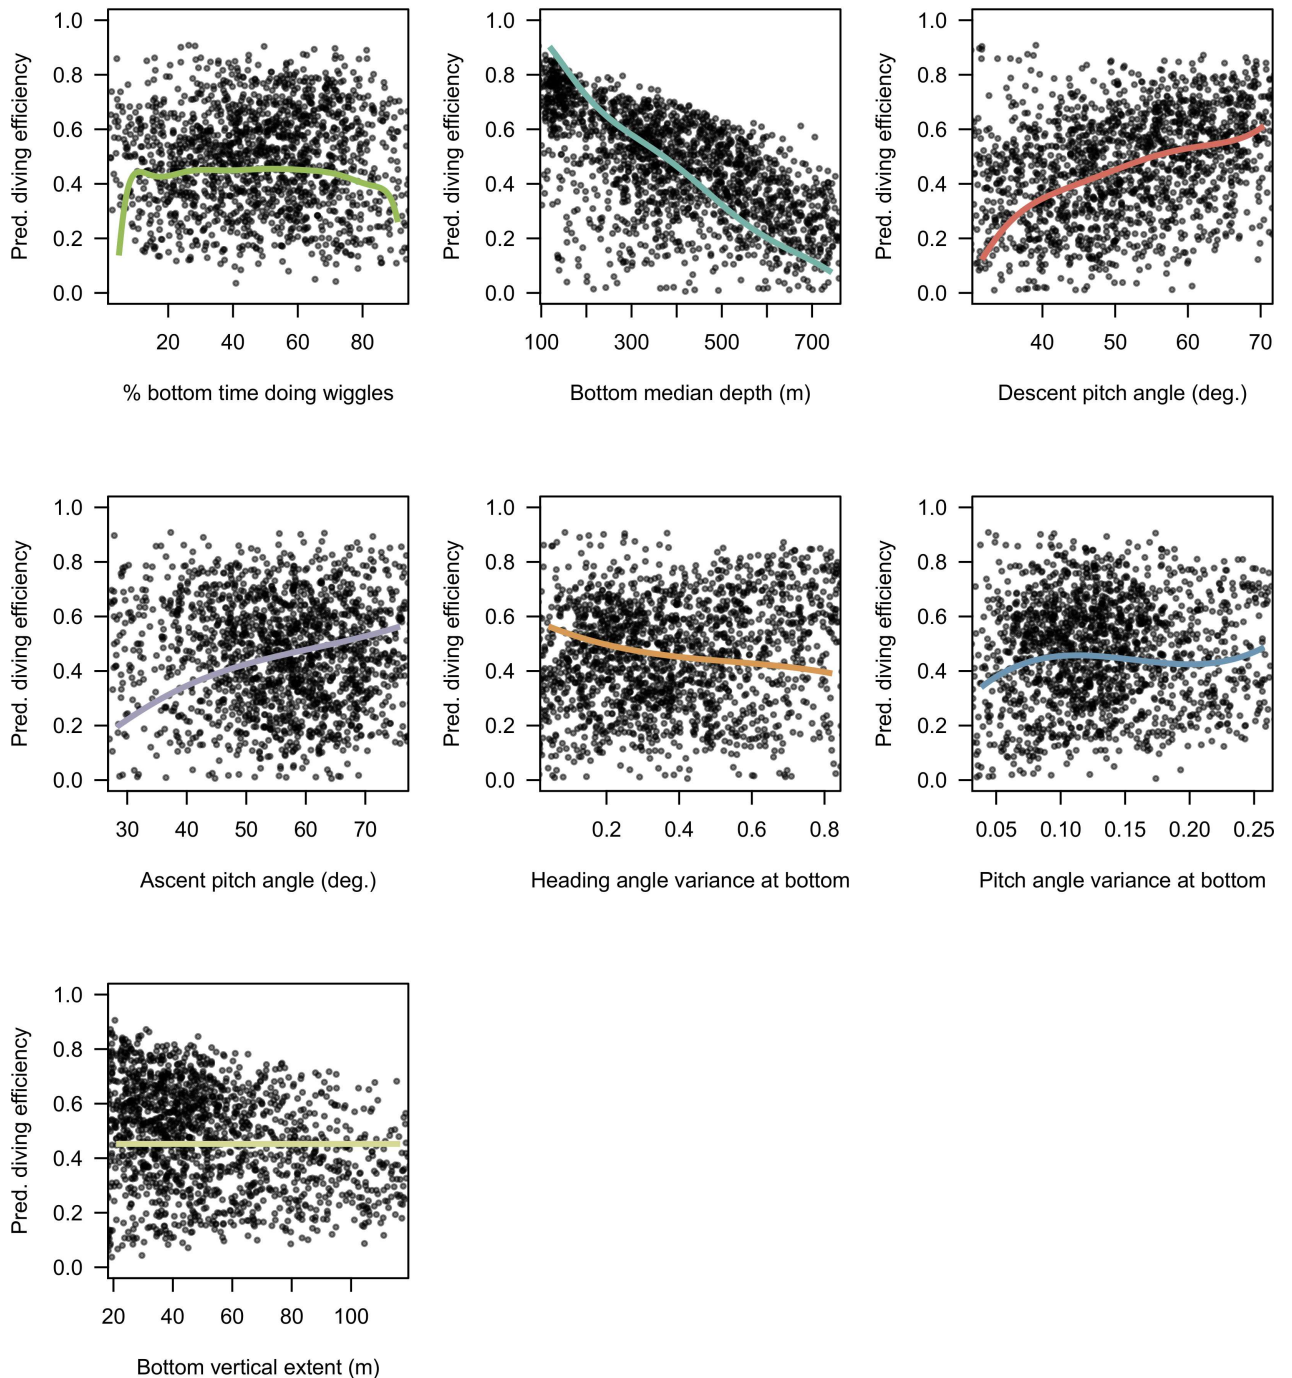 Pred. diving efficiency
1.0
0.8
0.6
0.4
0.2
0.0
20 40 60 80
% bottom time doing wiggles
Pred. diving efficiency
1.0
0.8
0.6
0.4
0.2
0.0
100 300 500 700
Bottom median depth (m)
Pred. diving efficiency
1.0
0.8
0.6
0.4
0.2
0.0
40 50 60 70
Descent pitch angle (deg.)
Pred. diving efficiency
1.0
0.8
0.6
0.4
0.2
0.0
30 40 50 60 70
Ascent pitch angle (deg.)
Pred. diving efficiency
1.0
0.8
0.6
0.4
0.2
0.0
0.2 0.4 0.6 0.8
Heading angle variance at bottom
Pred. diving efficiency
1.0
0.8
0.6
0.4
0.2
0.0
0.05 0.10 0.15 0.20 0.25
Pitch angle variance at bottom
Pred. diving efficiency
1.0
0.8
0.6
0.4
0.2
0.0
20 40 60 80 100
Bottom vertical extent (m)